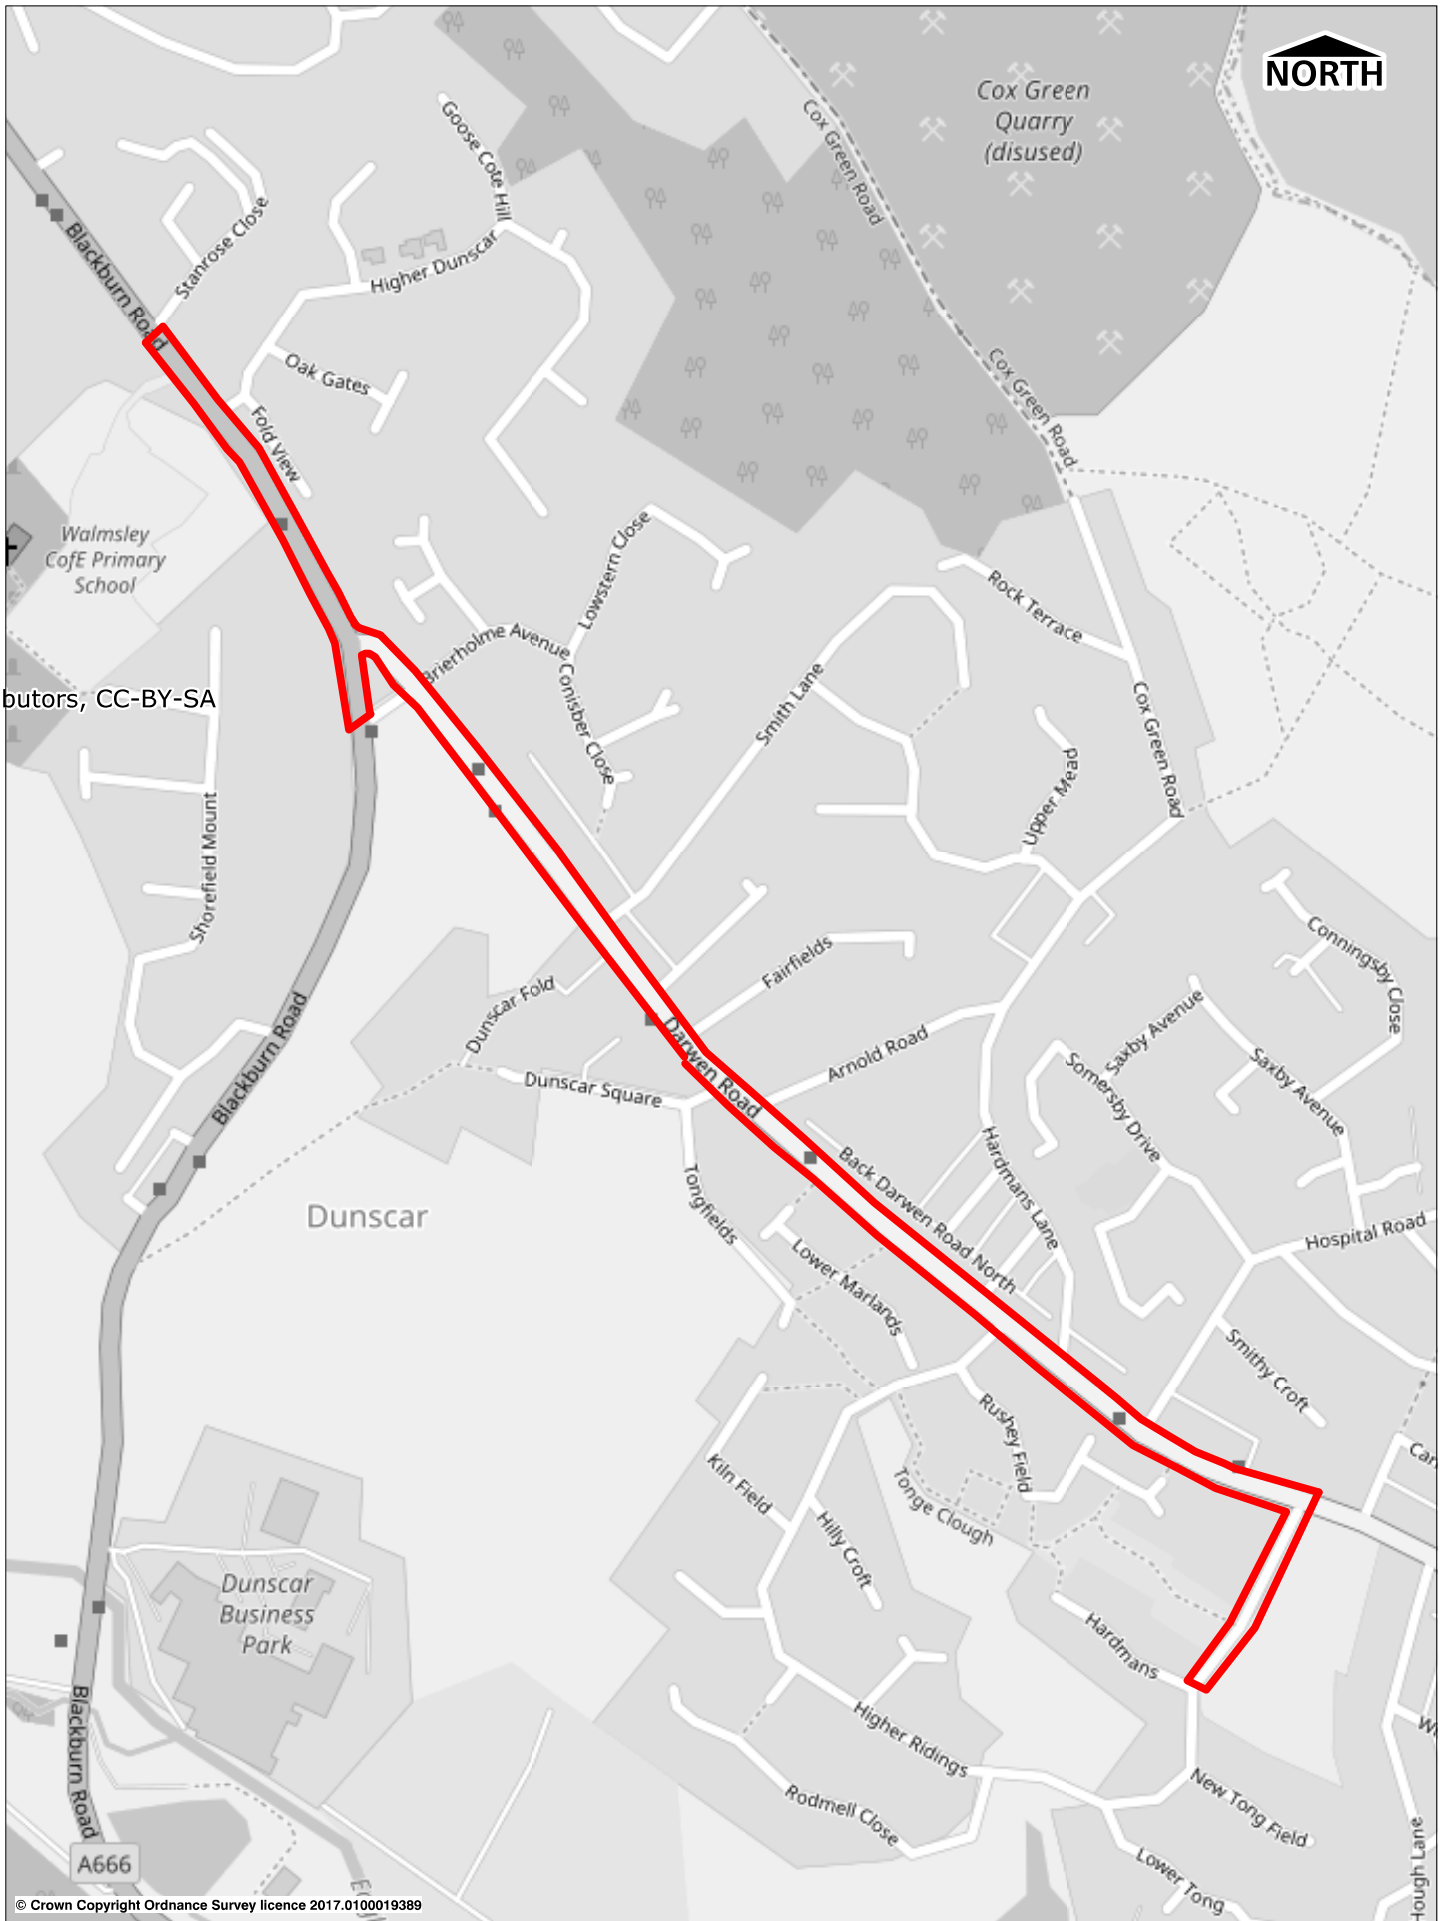 NORTH
Cox Green
Quarry
(disused)
Cox Green Road
Goose Cote Hill
Stanrose Close
Blackburn Road
Higher Dunscar
Oak Gates
Fold View
Cox Green Road
Walmsley
CofE Primary
School
Lowstern Close
Rock Terrace
Brierholme Avenue
Conisber Close
Smith Lane
Cox Green Road
butors, CC-BY-SA
Upper Mead
Shorefield Mount
Fairfields
Conningsby Close
Dunscar Fold
Saxby Avenue
Saxby Avenue
Blackburn Road
Darwen Road
Arnold Road
Somersby Drive
Dunscar Square
Hardmans Lane
Back Darwen Road North
Tongfields
Dunscar
Lower Marlands
Hospital Road
Smithy Croft
Rushey Field
Kiln Field
Tonge Clough
Hilly Croft
Car
Dunscar
Business
Park
Hardmans
Higher Ridings
Blackburn Road
Rodmell Close
New Tong Field
Lower Tong
Hough Lane
A666
© Crown Copyright Ordnance Survey licence 2017.0100019389